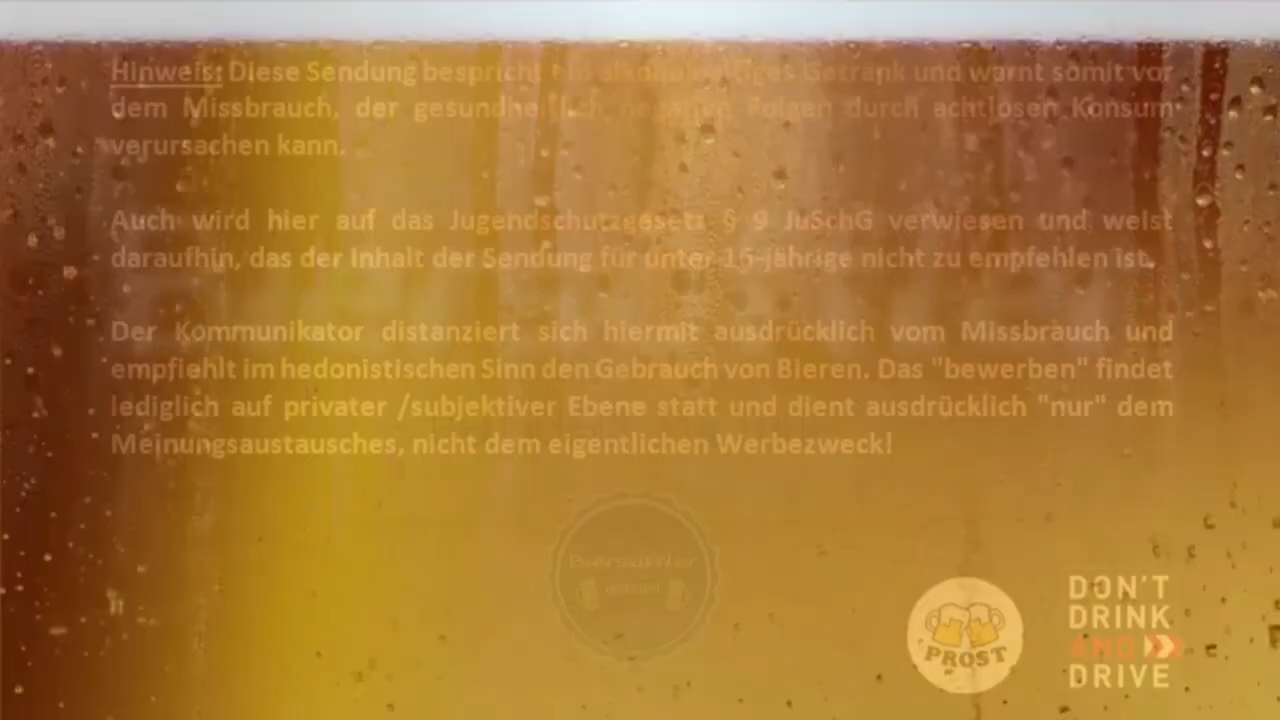 Hinweis: Diese Sendung bespricht ein alkoholhaltiges Getränk und warnt somit vor
dem Missbrauch, der gesundheitlich negative Folgen durch achtlosen Konsum
verursachen kann.
Auch wird hier auf das Jugendschutzgesetz § 9 JuSchG verwiesen und weist
daraufhin, das der Inhalt der Sendung für unter 16-jährige nicht zu empfehlen ist.
Der Kommunikator distanziert sich hiermit ausdrücklich vom Missbrauch und
empfiehlt im hedonistischen Sinn den Gebrauch von Bieren. Das "bewerben" findet
lediglich auf privater /subjektiver Ebene statt und dient ausdrücklich "nur" dem
Meinungsaustausches, nicht dem eigentlichen Werbezweck!
PROST
DON'T
DRINK
AND
DRIVE